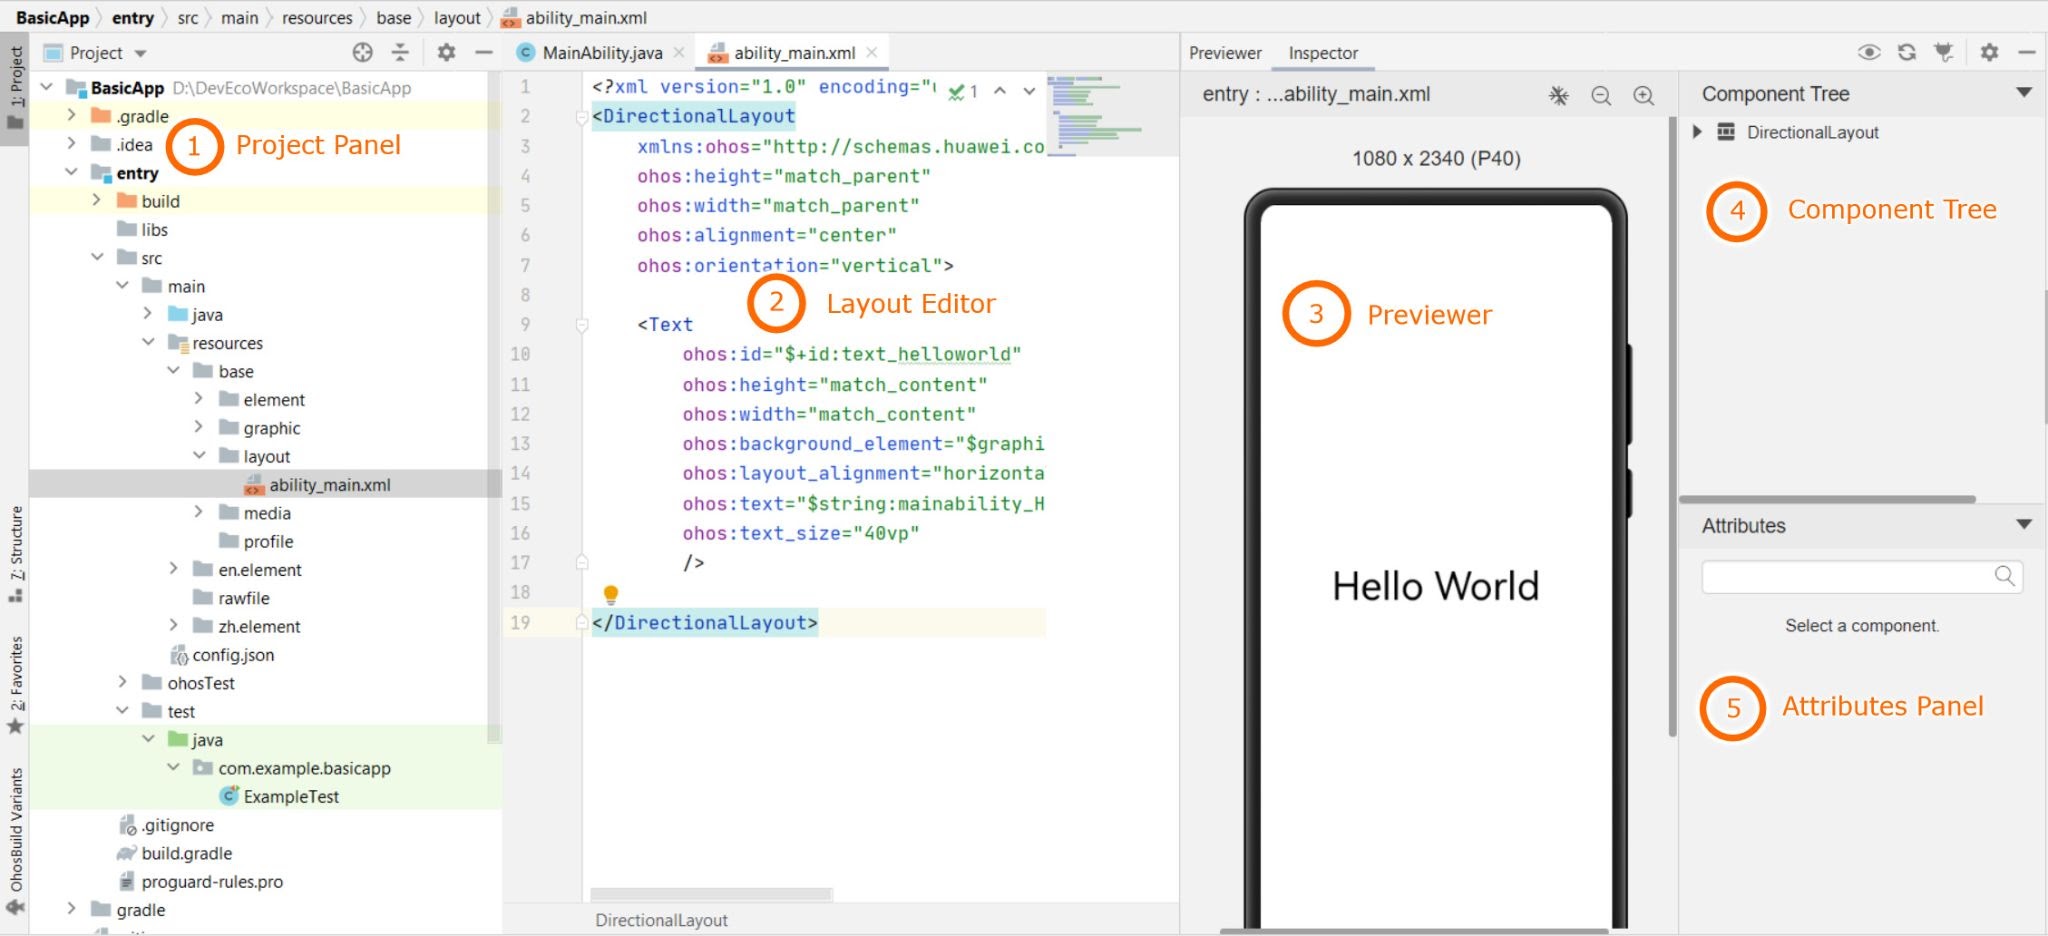 BasicApp entry src main resources base layout ability_main.xml
1: Project
7: Structure
2: Favorites
OhosBuild Variants
Project
BasicApp D:\DevEcoWorkspace\BasicApp
.gradle
.idea
1 Project Panel
entry
build
libs
src
main
java
resources
base
element
graphic
layout
ability_main.xml
media
profile
en.element
rawfile
zh.element
config.json
ohosTest
test
java
com.example.basicapp
ExampleTest
.gitignore
build.gradle
proguard-rules.pro
gradle
MainAbility.java ability_main.xml
1 <?xml version="1.0" encoding="
1
2 <DirectionalLayout
3 xmlns:ohos="http://schemas.huawei.co
4 ohos:height="match_parent"
5 ohos:width="match_parent"
6 ohos:alignment="center"
7 ohos:orientation="vertical">
8
2 Layout Editor
9 <Text
10 ohos:id="$+id:text_helloworld"
11 ohos:height="match_content"
12 ohos:width="match_content"
13 ohos:background_element="$graphi
14 ohos:layout_alignment="horizonta
15 ohos:text="$string:mainability_H
16 ohos:text_size="40vp"
17 />
18
19 </DirectionalLayout>
DirectionalLayout
Previewer Inspector
entry : ...ability_main.xml
1080 x 2340 (P40)
3 Previewer
Hello World
Component Tree
DirectionalLayout
4 Component Tree
Attributes
Select a component.
5 Attributes Panel